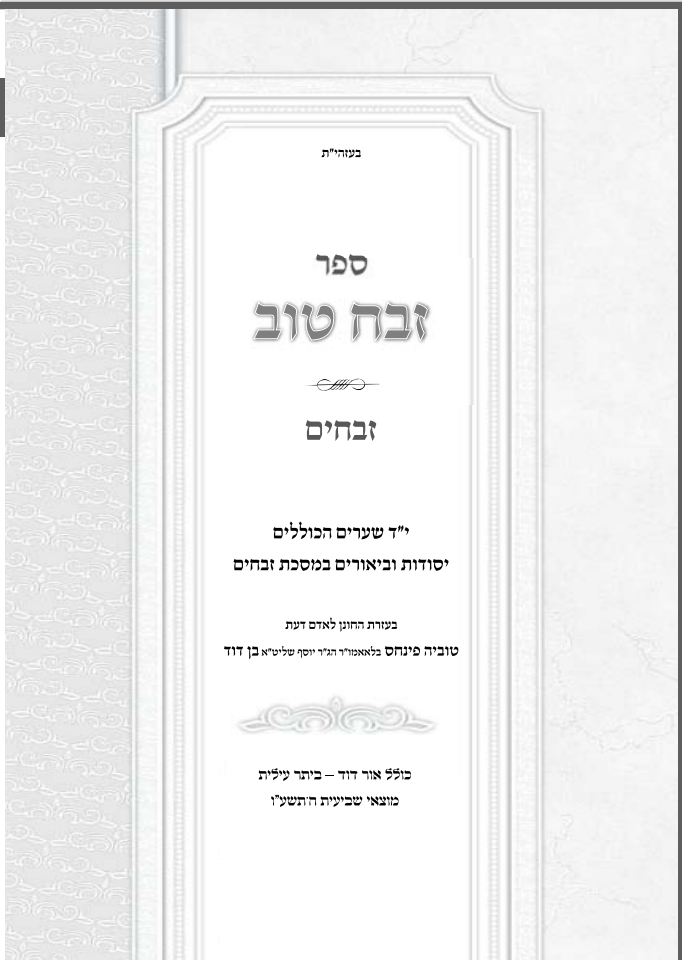 בעזהי"ת
ספר
זבח טוב
זבחים
י"ד שערים הכוללים
יסודות וביאורים במסכת זבחים
בעזרת החונן לאדם דעת
טוביה פינחס בלאאמו"ר הג"ר יוסף שליט"א בן דוד
כולל אור דוד – ביתר עילית
מוצאי שביעית ה'תשע"ו